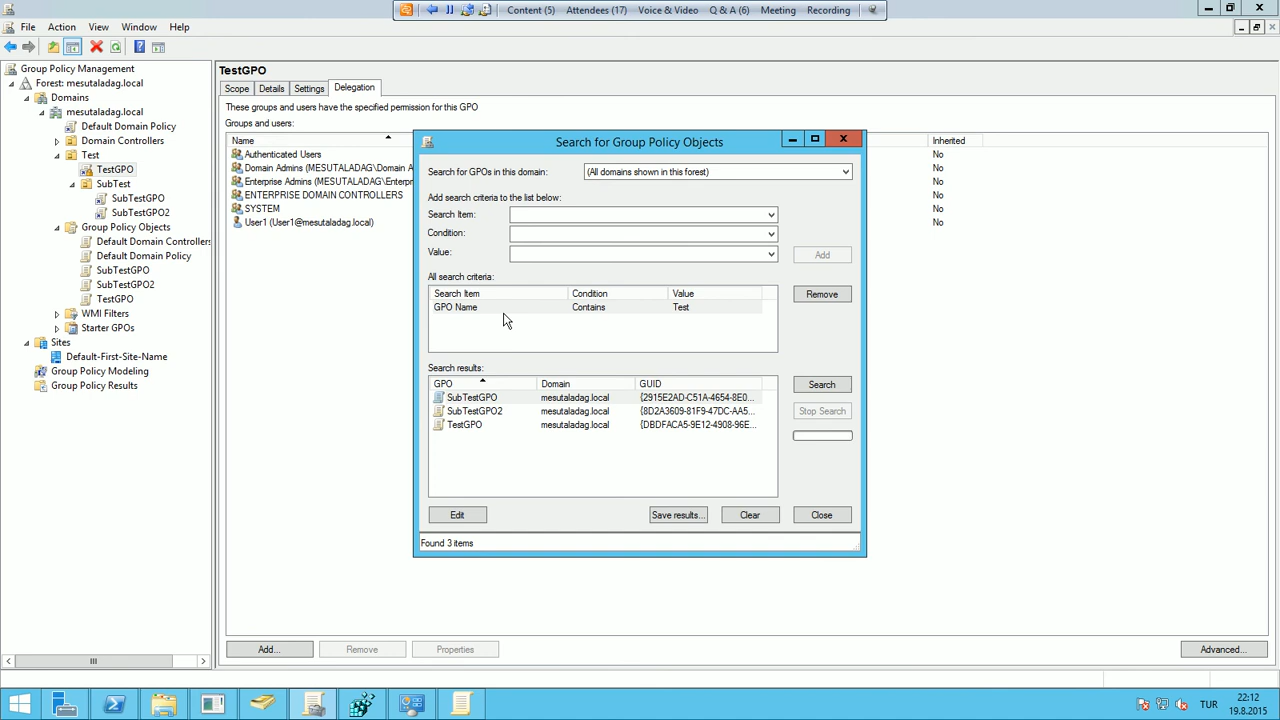 Content (5) Attendees (17) Voice & Video Q & A (6) Meeting Recording
File Action View Window Help
Group Policy Management
Forest: mesutaladag.local
Domains
mesutaladag.local
Default Domain Policy
Domain Controllers
Test
TestGPO
SubTest
SubTestGPO
SubTestGPO2
Group Policy Objects
Default Domain Controllers
Default Domain Policy
SubTestGPO
SubTestGPO2
TestGPO
WMI Filters
Starter GPOs
Sites
Default-First-Site-Name
Group Policy Modeling
Group Policy Results
TestGPO
Scope Details Settings Delegation
These groups and users have the specified permission for this GPO
Groups and users:
Name Inherited
Authenticated Users No
Domain Admins (MESUTALADAG\Domain A No
Enterprise Admins (MESUTALADAG\Enterpr No
ENTERPRISE DOMAIN CONTROLLERS No
SYSTEM No
User1 (User1@mesutaladag.local) No
Search for Group Policy Objects
Search for GPOs in this domain: (All domains shown in this forest)
Add search criteria to the list below:
Search Item:
Condition:
Value: Add
All search criteria:
Search Item Condition Value Remove
GPO Name Contains Test
Search results:
GPO Domain GUID Search
SubTestGPO mesutaladag.local {2915E2AD-C51A-4654-8E0...
SubTestGPO2 mesutaladag.local {8D2A3609-81F9-47DC-AA5... Stop Search
TestGPO mesutaladag.local {DBDFACA5-9E12-4908-96E...
Edit Save results... Clear Close
Found 3 items
Add... Remove Properties Advanced...
TUR 22:12
19.8.2015